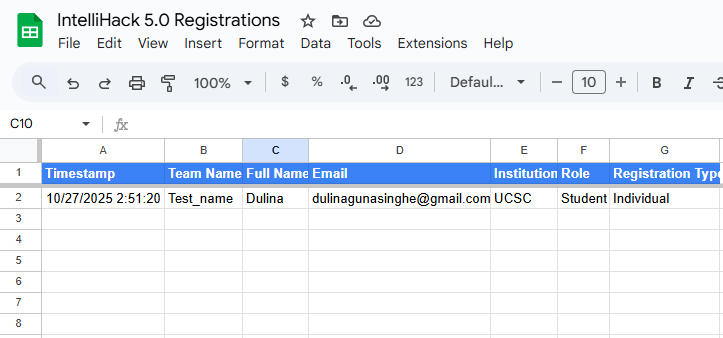 IntelliHack 5.0 Registrations
File Edit View Insert Format Data Tools Extensions Help
100% $ % .0 .00 123 Defaul... 10 B I
C10 fx
A B C D E F G
1 Timestamp Team Name Full Name Email Institution Role Registration Type
2 10/27/2025 2:51:20 Test_name Dulina dulinagunasinghe@gmail.com UCSC Student Individual
3
4
5
6
7
8